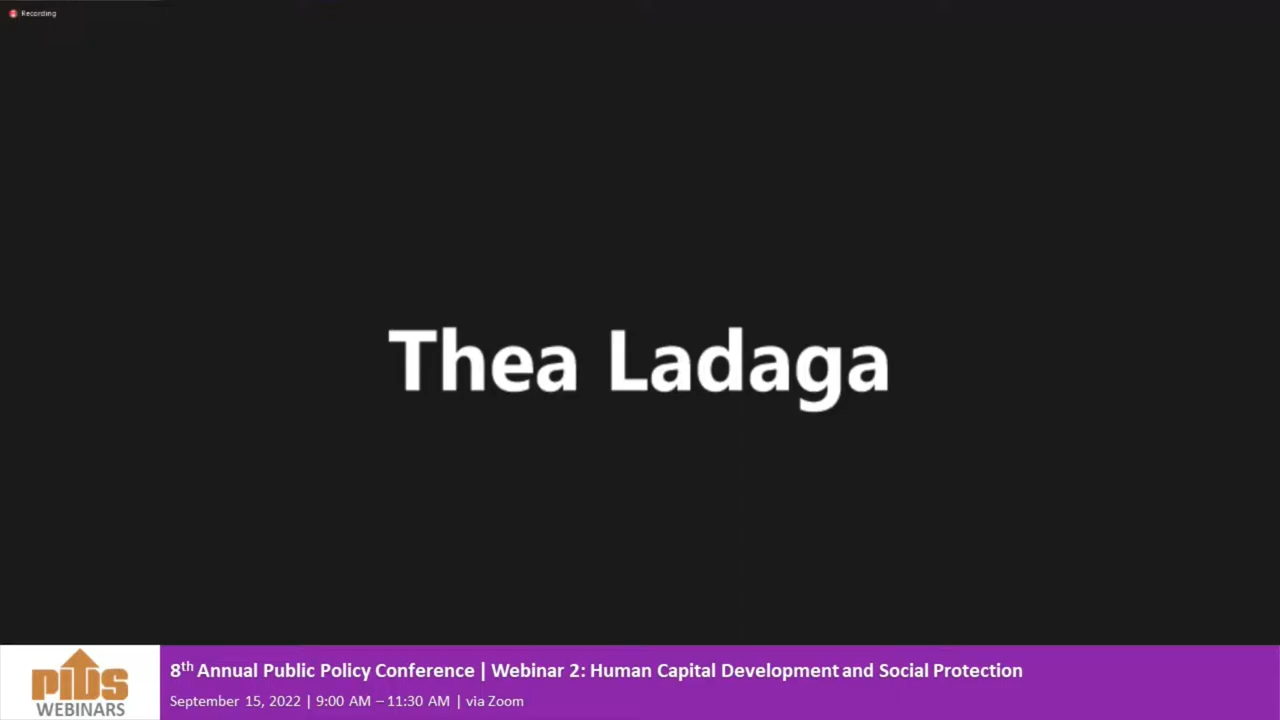 Recording
Thea Ladaga
8th Annual Public Policy Conference | Webinar 2: Human Capital Development and Social Protection
September 15, 2022 | 9:00 AM – 11:30 AM | via Zoom
PIDS
WEBINARS